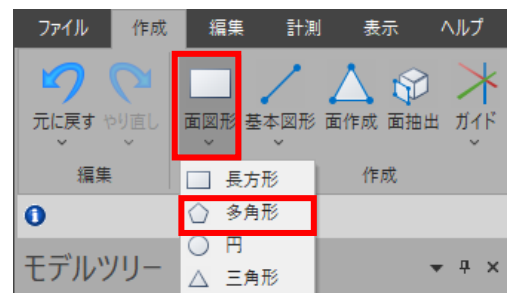 ファイル 作成 編集 計測 表示 ヘルプ
元に戻す やり直し 面図形 基本図形 面作成 面抽出 ガイド
編集 作成
長方形
多角形
円
三角形
モデルツリー